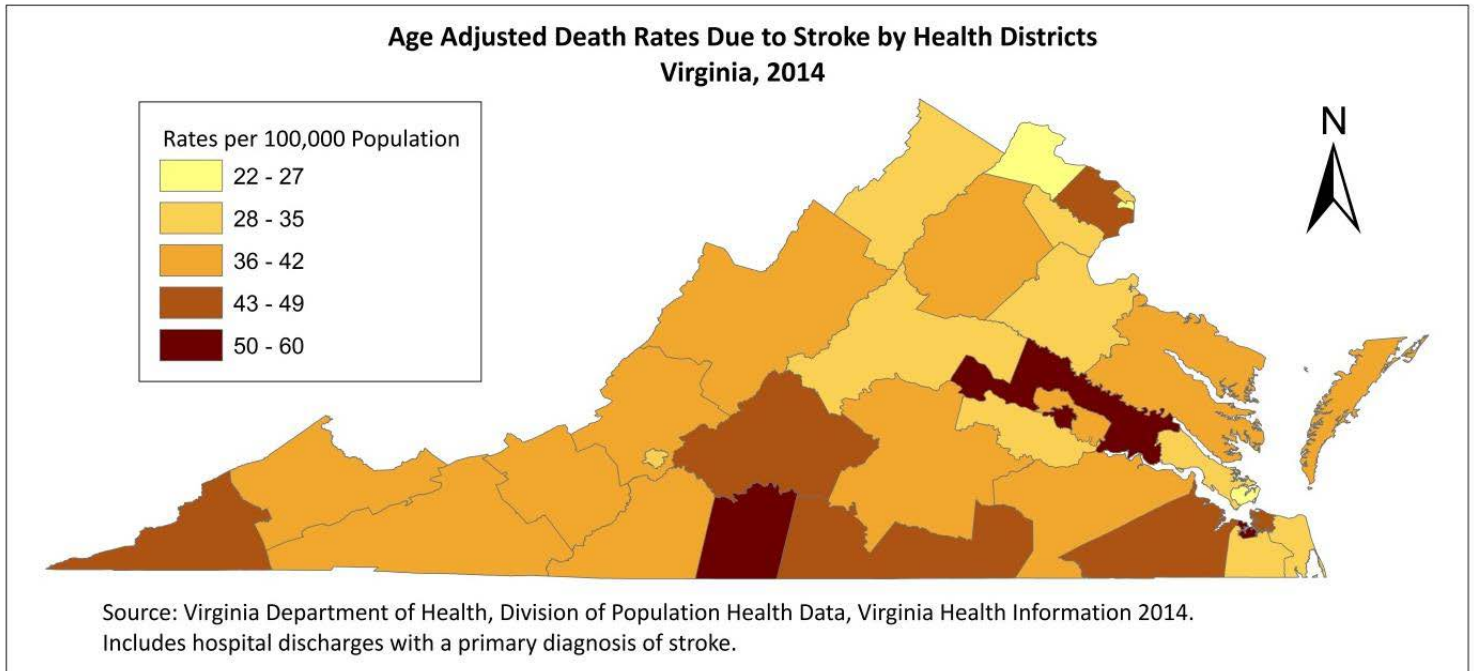 Age Adjusted Death Rates Due to Stroke by Health Districts
Virginia, 2014
Rates per 100,000 Population
22 - 27
28 - 35
36 - 42
43 - 49
50 - 60
N
Source: Virginia Department of Health, Division of Population Health Data, Virginia Health Information 2014.
Includes hospital discharges with a primary diagnosis of stroke.